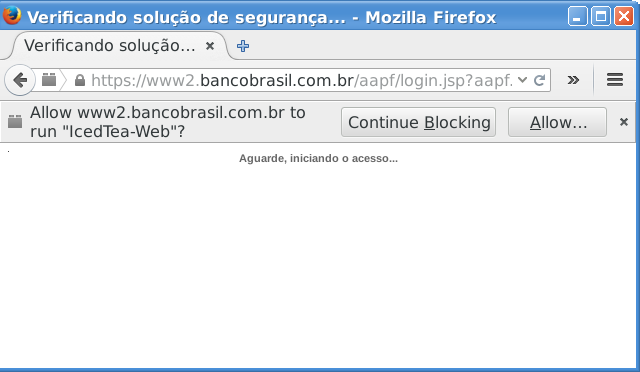 Verificando solução de segurança... - Mozilla Firefox
Verificando solução...
https://www2.bancobrasil.com.br/aapf/login.jsp?aapf.
Allow www2.bancobrasil.com.br to
run "IcedTea-Web"?
Continue Blocking
Allow...
Aguarde, iniciando o acesso...